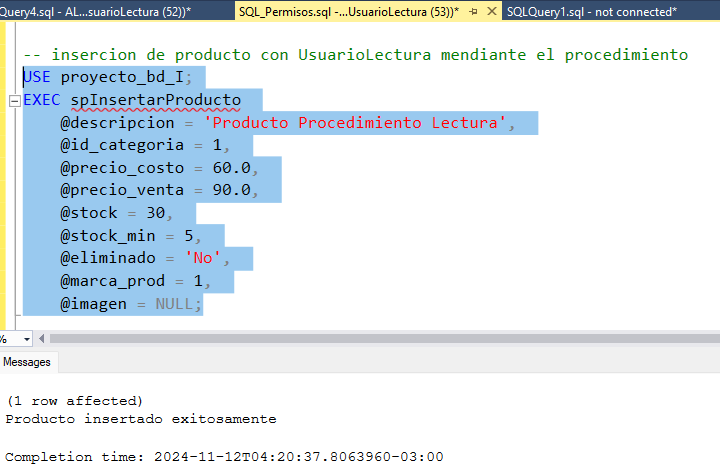 Query4.sql - AL...suarioLectura (52))*
SQL_Permisos.sql -...UsuarioLectura (53))*
SQLQuery1.sql - not connected*
-- insercion de producto con UsuarioLectura mendiante el procedimiento
USE proyecto_bd_I;
EXEC spInsertarProducto
@descripcion = 'Producto Procedimiento Lectura',
@id_categoria = 1,
@precio_costo = 60.0,
@precio_venta = 90.0,
@stock = 30,
@stock_min = 5,
@eliminado = 'No',
@marca_prod = 1,
@imagen = NULL;
%
Messages
(1 row affected)
Producto insertado exitosamente
Completion time: 2024-11-12T04:20:37.8063960-03:00